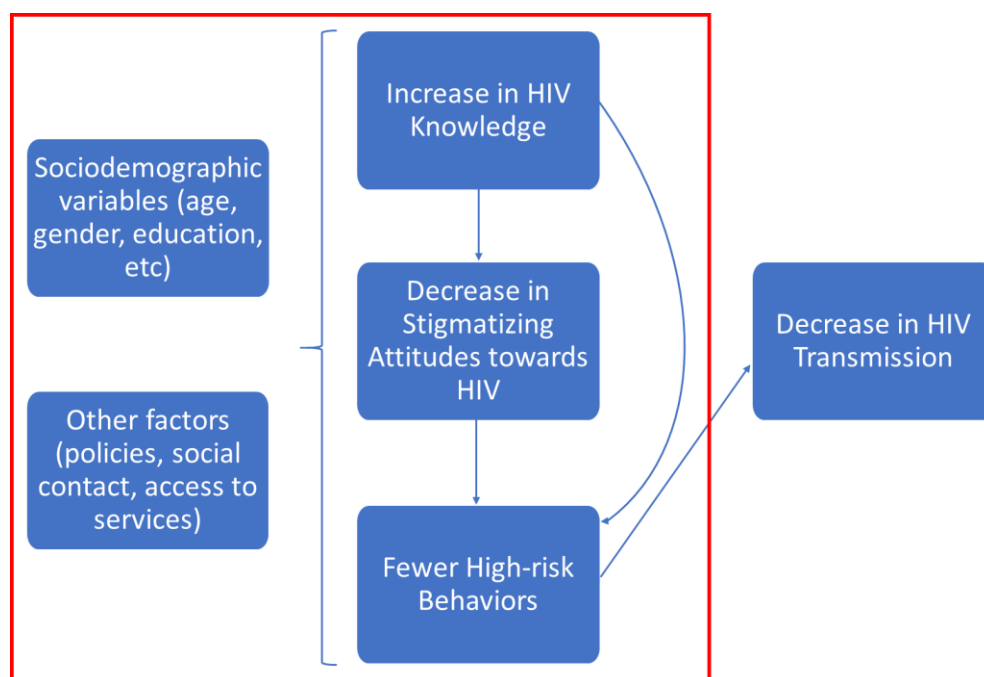 Increase in HIV
Knowledge
Sociodemographic
variables (age,
gender, education,
etc)
Decrease in
Stigmatizing
Attitudes towards
HIV
Decrease in HIV
Transmission
Other factors
(policies, social
contact, access to
services)
Fewer High-risk
Behaviors